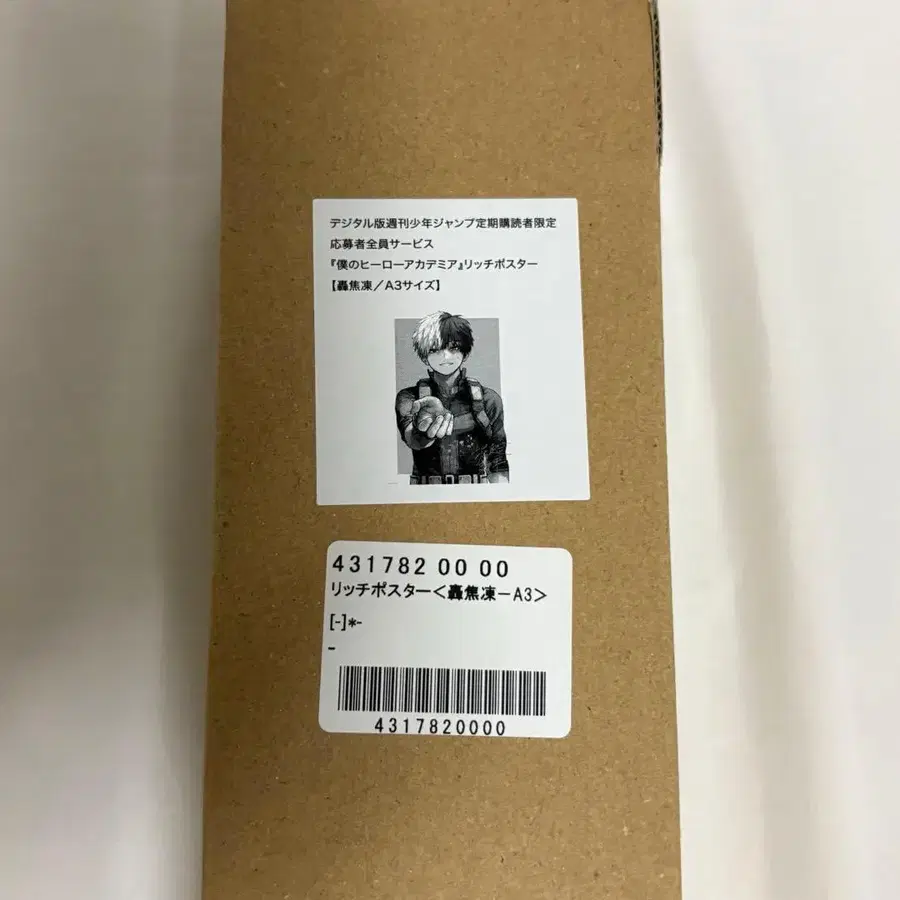 デジタル版週刊少年ジャンプ定期購読者限定
応募者全員サービス
『僕のヒーローアカデミア』リッチポスター
【轟焦凍／A3サイズ】
431782 00 00
リッチポスター＜轟焦凍－A3＞
[-]*-
-
4317820000